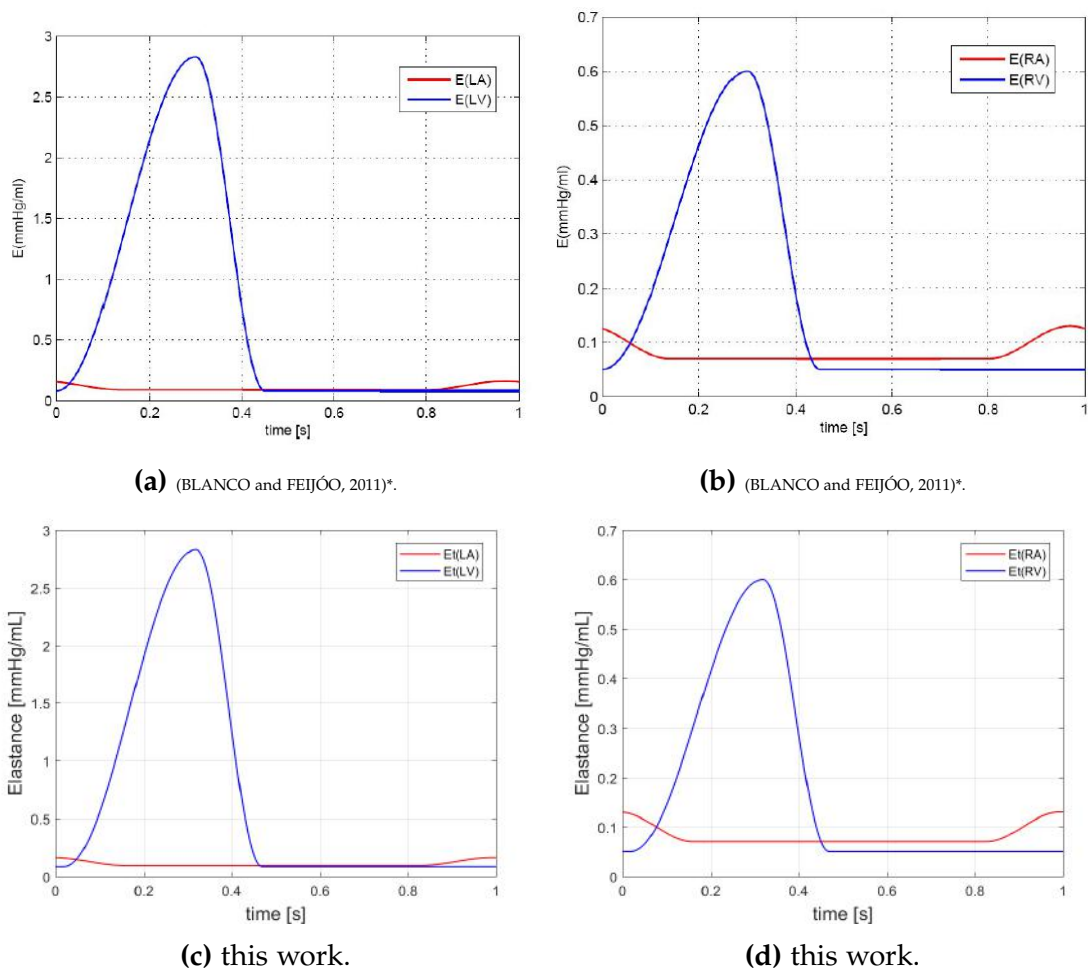 3
2.5
2
1.5
1
0.5
0
E(mmHg/ml)
E(LA)
E(LV)
0 0.2 0.4 0.6 0.8 1
time [s]
(a) (BLANCO and FEIJÓO, 2011)*.
0.7
0.6
0.5
0.4
0.3
0.2
0.1
0
E(mmHg/ml)
E(RA)
E(RV)
0 0.2 0.4 0.6 0.8 1
time [s]
(b) (BLANCO and FEIJÓO, 2011)*.
3
2.5
2
1.5
1
0.5
0
Elastance [mmHg/mL]
Et(LA)
Et(LV)
0 0.2 0.4 0.6 0.8 1
time [s]
(c) this work.
0.7
0.6
0.5
0.4
0.3
0.2
0.1
0
Elastance [mmHg/mL]
Et(RA)
Et(RV)
0 0.2 0.4 0.6 0.8 1
time [s]
(d) this work.